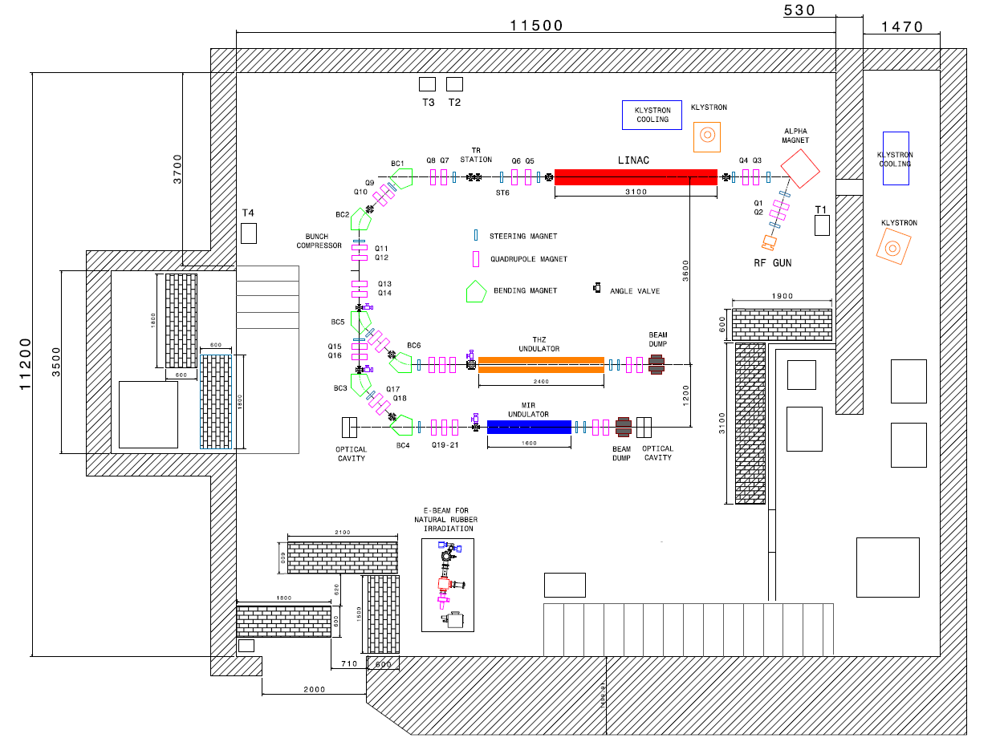 530
11500
1470
T3
T2
KLYSTRON
COOLING
KLYSTRON
ALPHA
MAGNET
TR
STATION
LINAC
BC1
Q8 Q7
Q6 Q5
Q4 Q3
KLYSTRON
COOLING
3700
Q9
Q10
ST6
3100
Q1
Q2
T4
BC2
T1
KLYSTRON
BUNCH
COMPRESSOR
STEERING MAGNET
Q11
Q12
QUADRUPOLE MAGNET
RF GUN
3600
Q13
Q14
BENDING MAGNET
ANGLE VALVE
1900
1800
600
BC5
11200
3500
600
Q15
Q16
BC6
THZ
UNDULATOR
BEAM
DUMP
600
2400
1800
BC3
Q17
Q18
1200
MIR
UNDULATOR
3100
BC4
Q19-21
1600
OPTICAL
CAVITY
BEAM
DUMP
OPTICAL
CAVITY
E-BEAM FOR
NATURAL RUBBER
IRRADIATION
2100
600
620
1800
600
1500
710
600
2000
1499.91